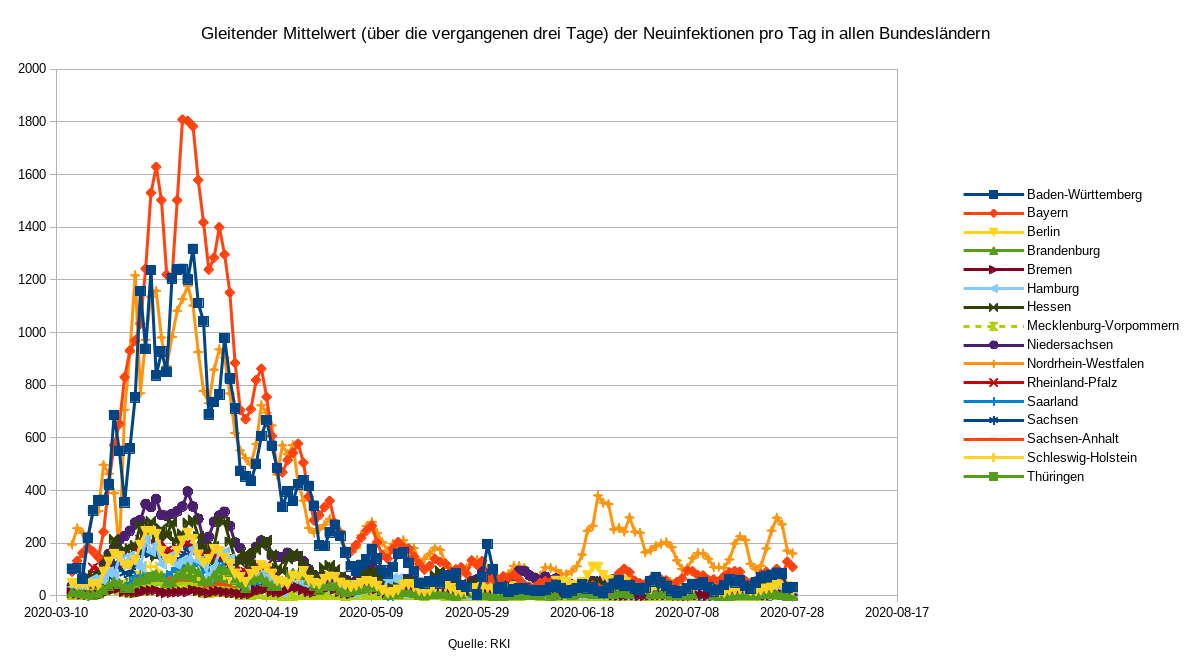 Gleitender Mittelwert (über die vergangenen drei Tage) der Neuinfektionen pro Tag in allen Bundesländern
2000
1800
1600
1400
1200
1000
800
600
400
200
0
2020-03-10 2020-03-30 2020-04-19 2020-05-09 2020-05-29 2020-06-18 2020-07-08 2020-07-28 2020-08-17
Quelle: RKI
Baden-Württemberg
Bayern
Berlin
Brandenburg
Bremen
Hamburg
Hessen
Mecklenburg-Vorpommern
Niedersachsen
Nordrhein-Westfalen
Rheinland-Pfalz
Saarland
Sachsen
Sachsen-Anhalt
Schleswig-Holstein
Thüringen